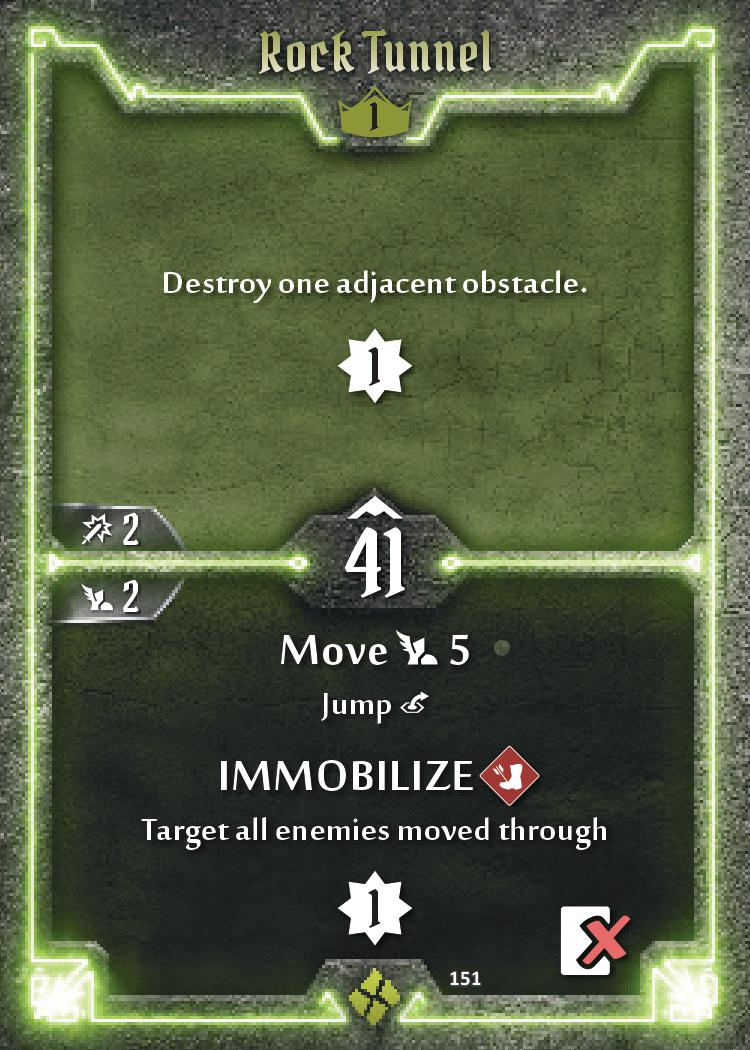 Rock Tunnel
1
Destroy one adjacent obstacle.
1
2
41
2
Move 5
Jump
IMMOBILIZE
Target all enemies moved through
1
151